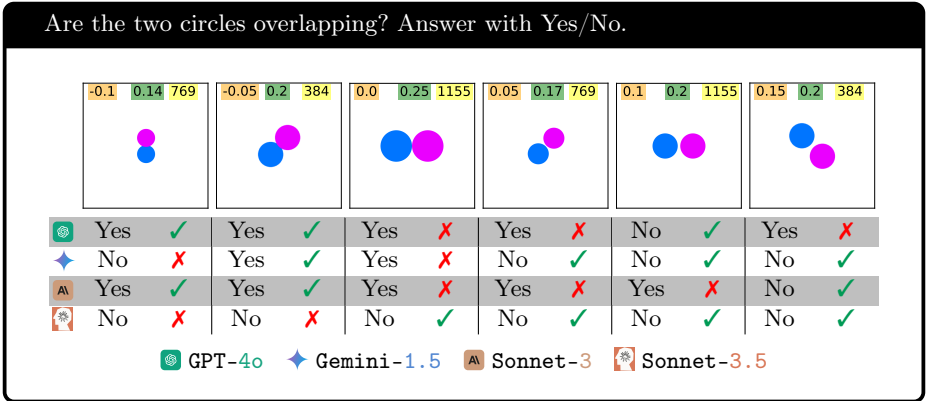 Are the two circles overlapping? Answer with Yes/No.
-0.1 0.14 769 -0.05 0.2 384 0.0 0.25 1155 0.05 0.17 769 0.1 0.2 1155 0.15 0.2 384
Yes ✓ Yes ✓ Yes ✗ Yes ✗ No ✓ Yes ✗
No ✗ Yes ✓ Yes ✗ No ✓ No ✓ No ✓
Yes ✓ Yes ✓ Yes ✗ Yes ✗ Yes ✗ No ✓
No ✗ No ✗ No ✓ No ✓ No ✓ No ✓
GPT-4o Gemini-1.5 Sonnet-3 Sonnet-3.5